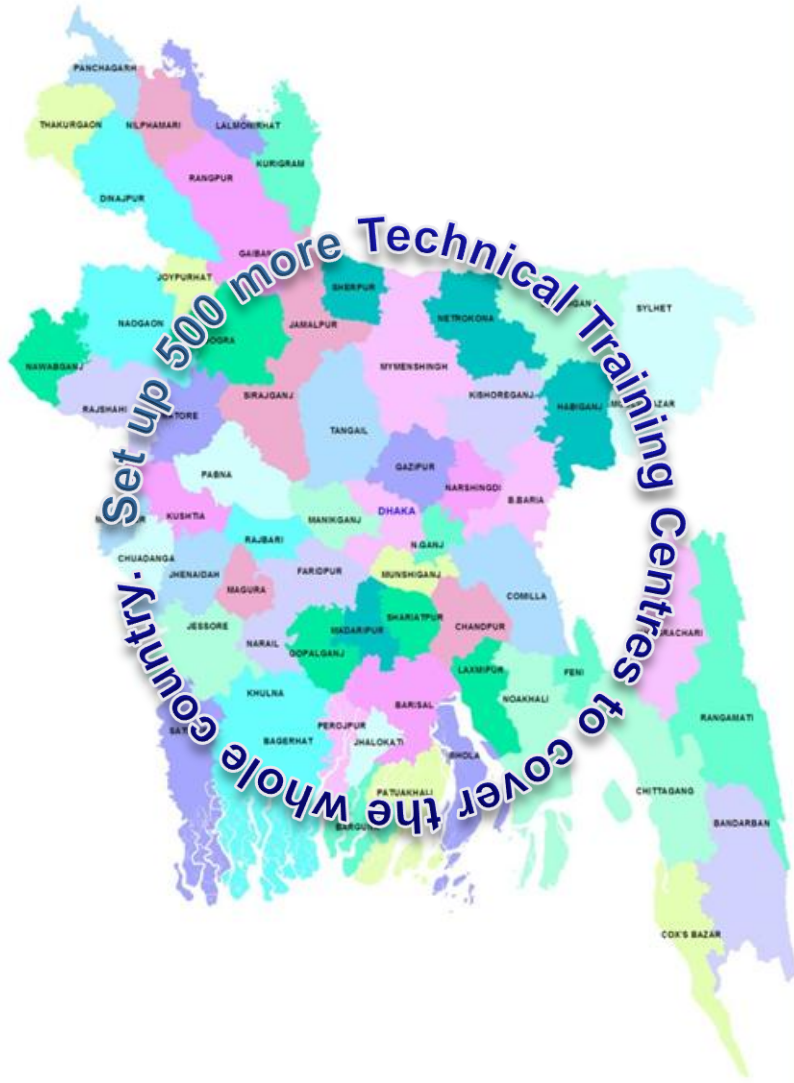 PANCHAGARH
THAKURGAON
NILPHAMARI
LALMONIRHAT
KURIGRAM
RANGPUR
DINAJPUR
Set up 500 more Technical Training Centres to cover the whole country.
JOYPURHAT
SHERPUR
SYLHET
NAOGAON
JAMALPUR
NETROKONA
NAWABGANJ
MYMENSHINGH
RAJSHAHI
SIRAJGANJ
KISHOREGANJ
HABIGANJ
TANGAIL
GAZIPUR
PABNA
NARSHINGDI
B.BARIA
KUSHTIA
MANIKGANJ
DHAKA
RAJBARI
N.GANJ
CHUADANGA
JHENAIDAH
FARIDPUR
MUNSHIGANJ
MAGURA
COMILLA
JESSORE
MADARIPUR
SHARIATPUR
CHANDPUR
NARAIL
GOPALGANJ
LAXMIPUR
FENI
KHULNA
BARISAL
NOAKHALI
RANGAMATI
PEROJPUR
BAGERHAT
JHALOKATI
BHOLA
PATUAKHALI
CHITTAGANG
BANDARBAN
COX'S BAZAR